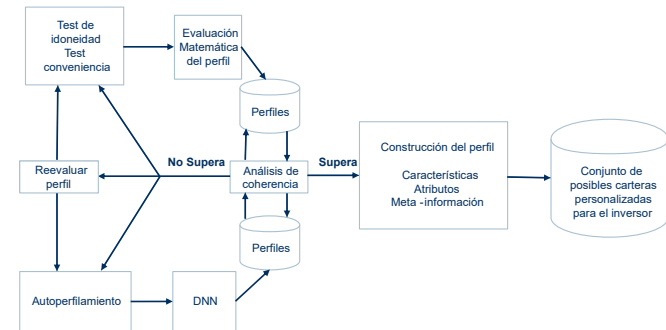 Test de
idoneidad
Test
conveniencia
Evaluación
Matemática
del perfil
Perfiles
Reevaluar
perfil
No Supera
Análisis de
coherencia
Supera
Construcción del perfil
Características
Atributos
Meta -información
Conjunto de
posibles carteras
personalizadas
para el inversor
Perfiles
Autoperfilamiento
DNN